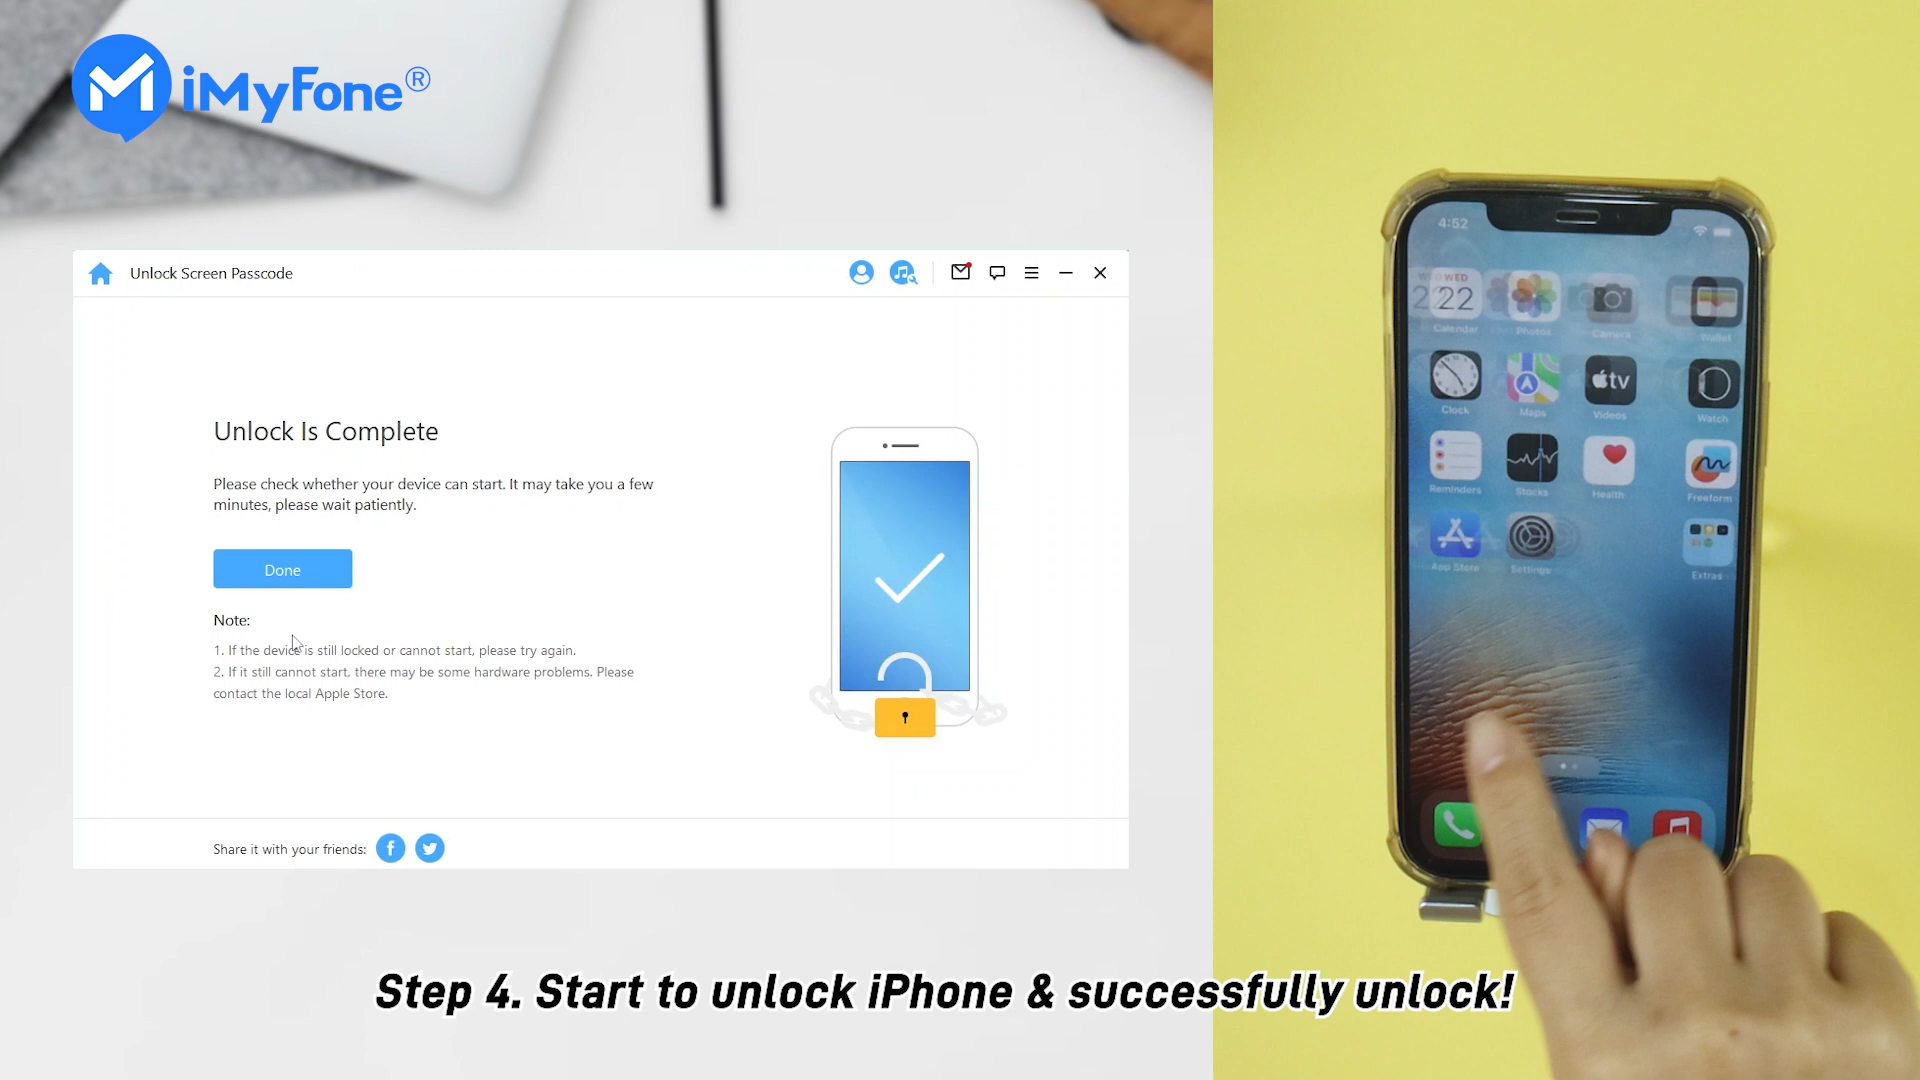 iMyFone®
Unlock Screen Passcode
Unlock Is Complete
Please check whether your device can start. It may take you a few
minutes, please wait patiently.
Done
Note:
1. If the device is still locked or cannot start, please try again.
2. If it still cannot start, there may be some hardware problems. Please
contact the local Apple Store.
Share it with your friends:
4:52
WED
22
Calendar
Photos
Camera
Wallet
Clock
Maps
tv
Videos
Watch
Reminders
Stocks
Health
Freeform
App Store
Settings
Extras
Step 4. Start to unlock iPhone & successfully unlock!